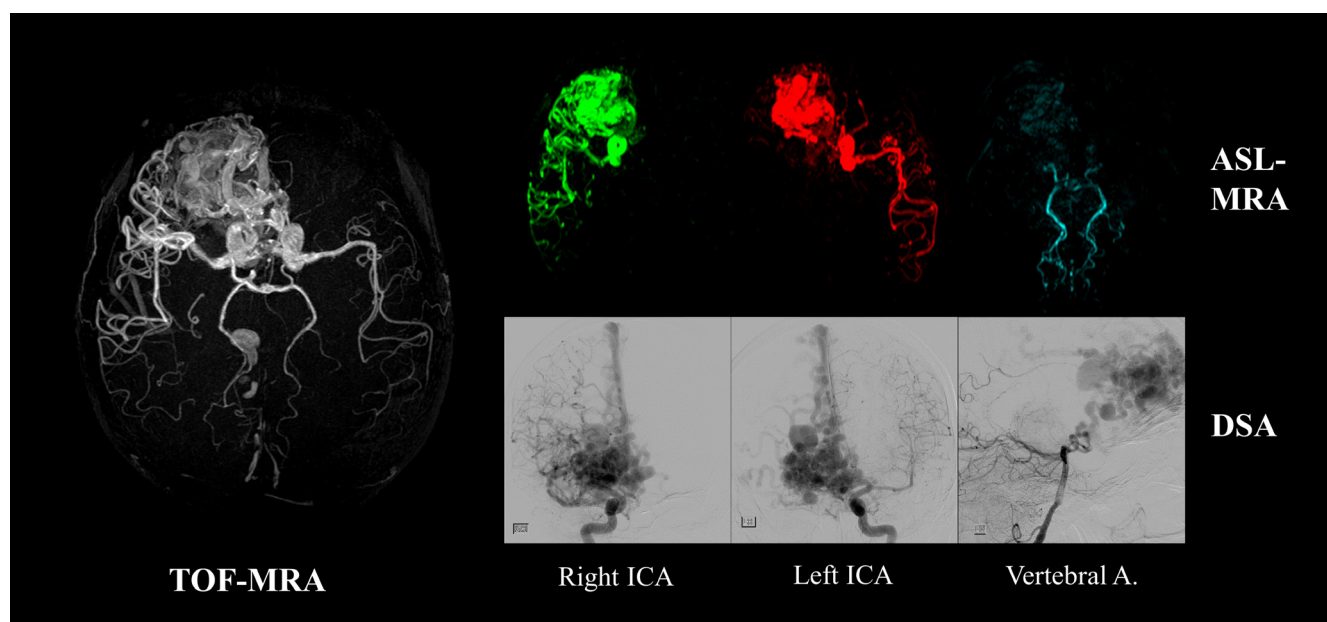 ASL-
MRA
DSA
TOF-MRA
Right ICA
Left ICA
Vertebral A.